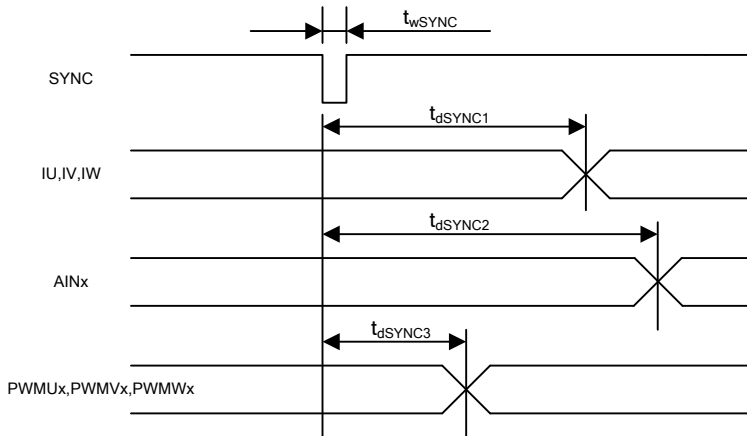 twSYNC
SYNC
tdSYNC1
IU,IV,IW
tdSYNC2
AINx
tdSYNC3
PWMUx,PWMVx,PWMWx